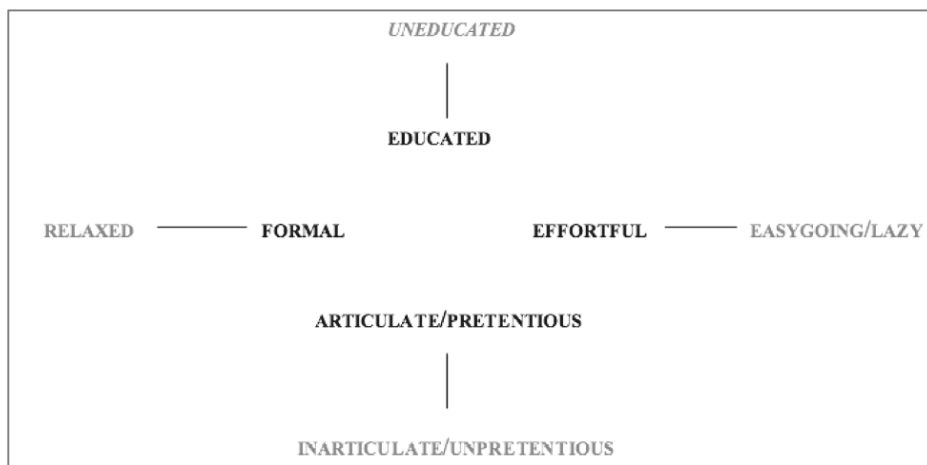 UNEDUCATED
EDUCATED
RELAXED FORMAL EFFORTFUL EASYGOING/LAZY
ARTICULATE/PRETENTIOUS
INARTICULATE/UNPRETENTIOUS